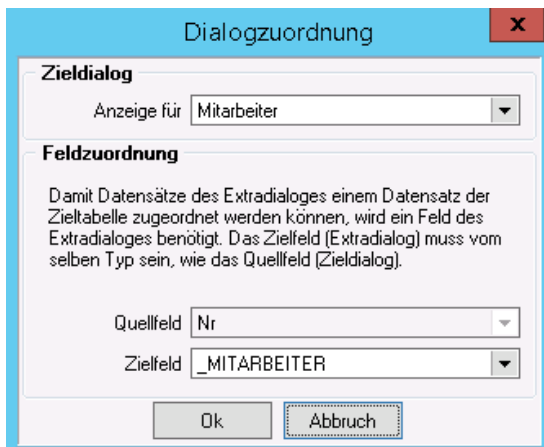 Dialogzuordnung
x
Zieldialog
Anzeige für Mitarbeiter
Feldzuordnung
Damit Datensätze des Extradialoges einem Datensatz der
Zieltabelle zugeordnet werden können, wird ein Feld des
Extradialoges benötigt. Das Zielfeld (Extradialog) muss vom
selben Typ sein, wie das Quellfeld (Zieldialog).
Quellfeld Nr
Zielfeld _MITARBEITER
Ok Abbruch